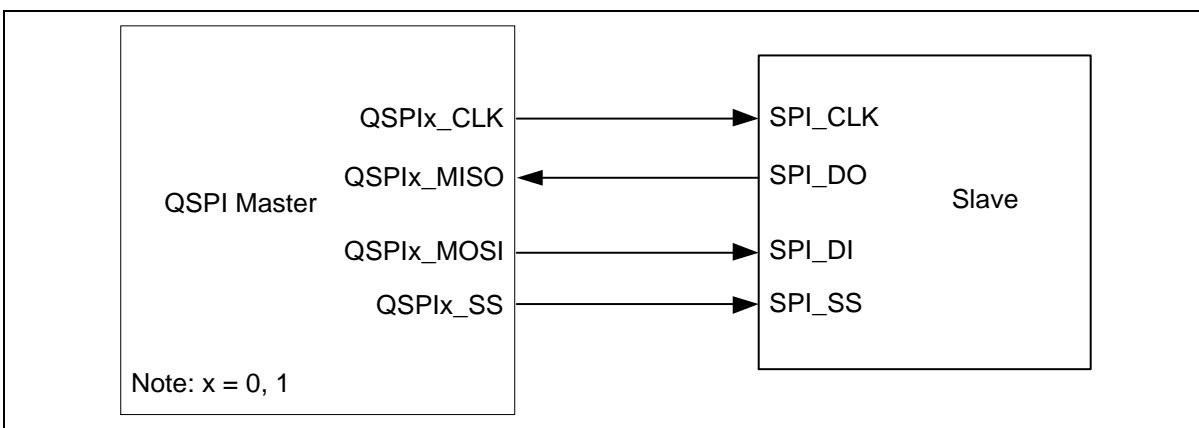 QSPIx_CLK
SPI_CLK
QSPIx_MISO
SPI_DO
QSPI Master
Slave
QSPIx_MOSI
SPI_DI
QSPIx_SS
SPI_SS
Note: x = 0, 1